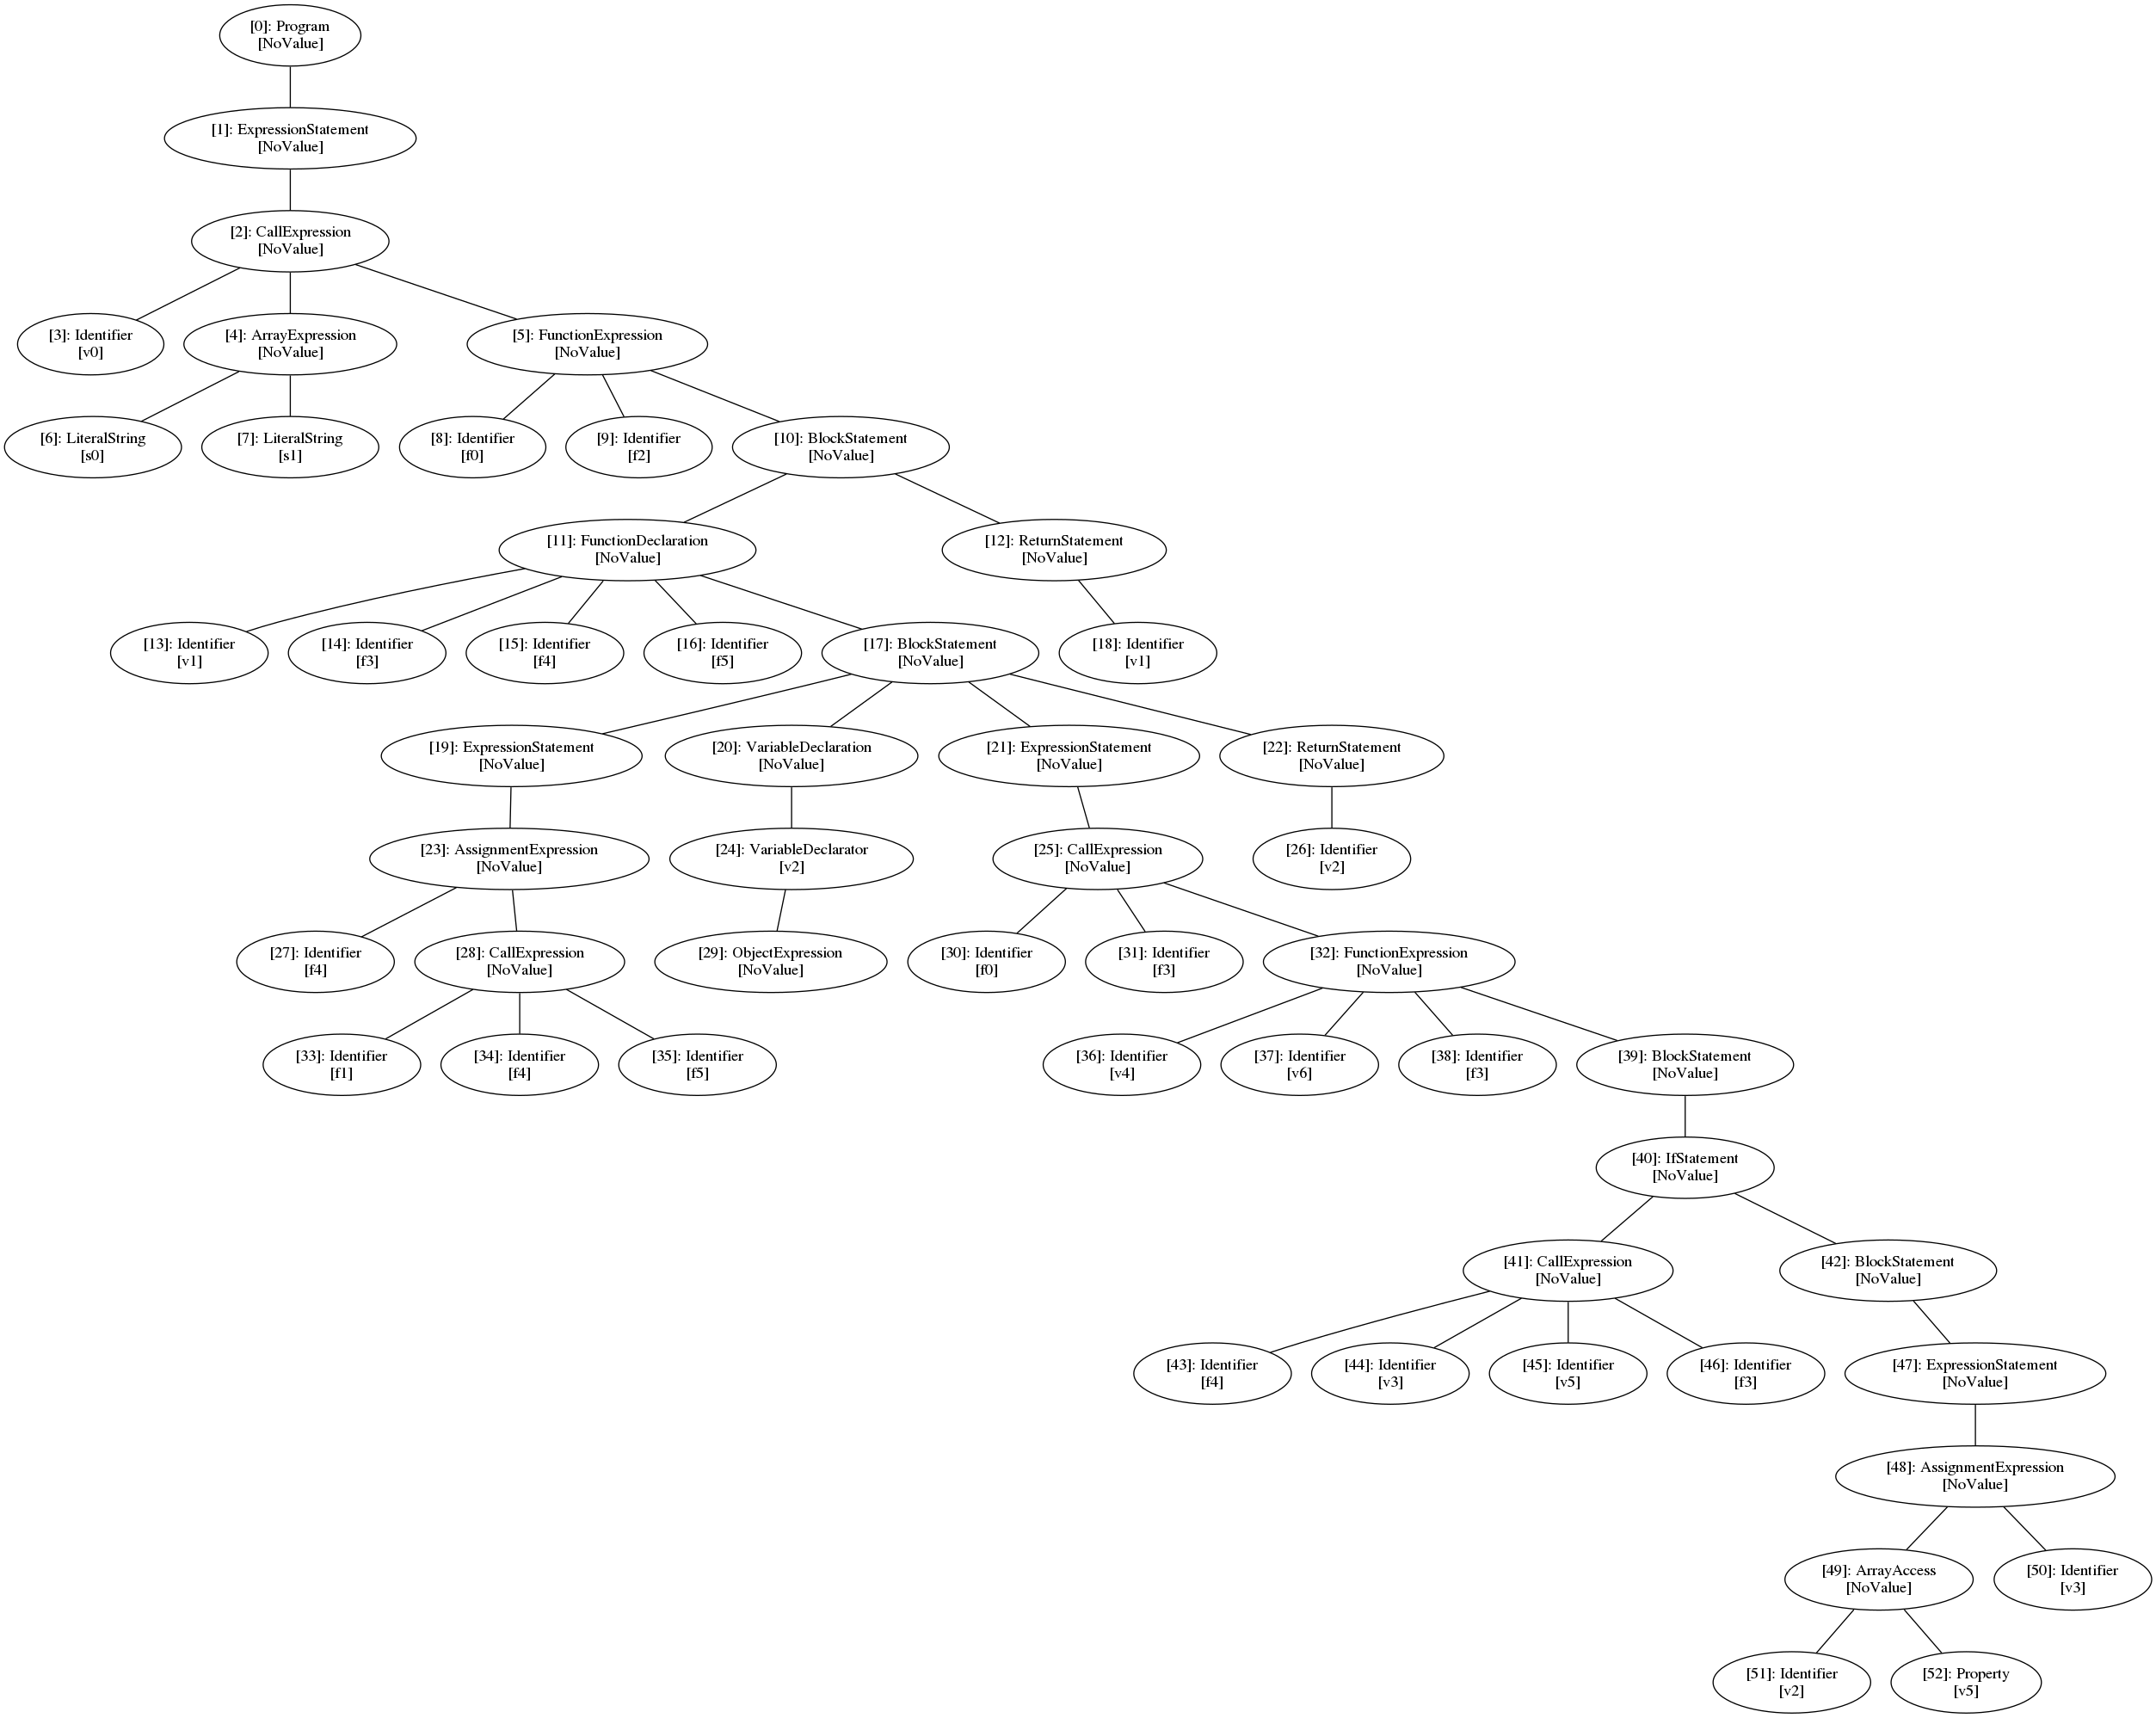 [0]: Program
[NoValue]
[1]: ExpressionStatement
[NoValue]
[2]: CallExpression
[NoValue]
[3]: Identifier
[v0]
[4]: ArrayExpression
[NoValue]
[5]: FunctionExpression
[NoValue]
[6]: LiteralString
[s0]
[7]: LiteralString
[s1]
[8]: Identifier
[f0]
[9]: Identifier
[f2]
[10]: BlockStatement
[NoValue]
[11]: FunctionDeclaration
[NoValue]
[12]: ReturnStatement
[NoValue]
[13]: Identifier
[v1]
[14]: Identifier
[f3]
[15]: Identifier
[f4]
[16]: Identifier
[f5]
[17]: BlockStatement
[NoValue]
[18]: Identifier
[v1]
[19]: ExpressionStatement
[NoValue]
[20]: VariableDeclaration
[NoValue]
[21]: ExpressionStatement
[NoValue]
[22]: ReturnStatement
[NoValue]
[23]: AssignmentExpression
[NoValue]
[24]: VariableDeclarator
[v2]
[25]: CallExpression
[NoValue]
[26]: Identifier
[v2]
[27]: Identifier
[f4]
[28]: CallExpression
[NoValue]
[29]: ObjectExpression
[NoValue]
[30]: Identifier
[f0]
[31]: Identifier
[f3]
[32]: FunctionExpression
[NoValue]
[33]: Identifier
[f1]
[34]: Identifier
[f4]
[35]: Identifier
[f5]
[36]: Identifier
[v4]
[37]: Identifier
[v6]
[38]: Identifier
[f3]
[39]: BlockStatement
[NoValue]
[40]: IfStatement
[NoValue]
[41]: CallExpression
[NoValue]
[42]: BlockStatement
[NoValue]
[43]: Identifier
[f4]
[44]: Identifier
[v3]
[45]: Identifier
[v5]
[46]: Identifier
[f3]
[47]: ExpressionStatement
[NoValue]
[48]: AssignmentExpression
[NoValue]
[49]: ArrayAccess
[NoValue]
[50]: Identifier
[v3]
[51]: Identifier
[v2]
[52]: Property
[v5]